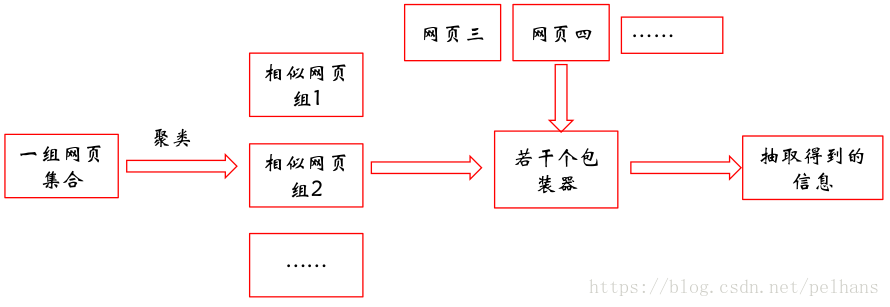 网页三
网页四
......
相似网页
组1
聚类
一组网页
集合
相似网页
组2
若干个包
装器
抽取得到的
信息
......
https://blog.csdn.net/pelhans